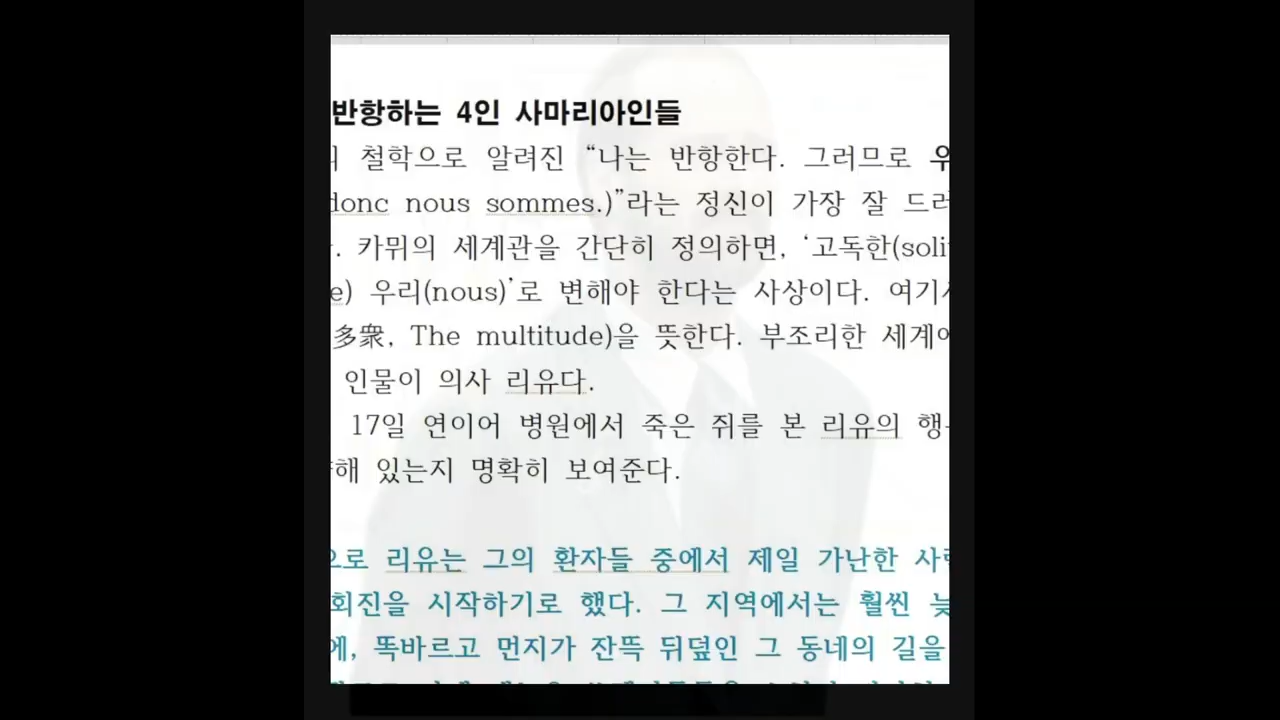 반항하는 4인 사마리아인들
철학으로 알려진 “나는 반항한다. 그러므로
donc nous sommes.)”라는 정신이 가장 잘
카뮈의 세계관을 간단히 정의하면, ‘고독한(soli
e) 우리(nous)’로 변해야 한다는 사상이다.
多衆, The multitude)을 뜻한다. 부조리한
인물이 의사 리유다.
17일 연이어 병원에서 죽은 쥐를 본 리유의
해 있는지 명확히 보여준다.
으로 리유는 그의 환자들 중에서 제일 가난한
회진을 시작하기로 했다. 그 지역에서는 훨씬
에, 똑바르고 먼지가 잔뜩 뒤덮인 그 동네의 길을